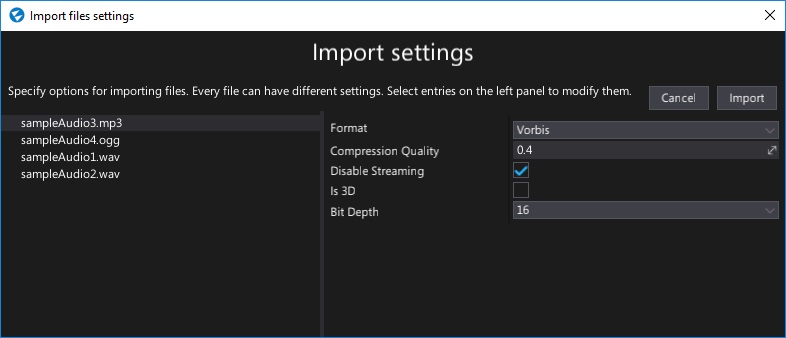 Import files settings
Import settings
Specify options for importing files. Every file can have different settings. Select entries on the left panel to modify them.
Cancel Import
sampleAudio3.mp3
sampleAudio4.ogg
sampleAudio1.wav
sampleAudio2.wav
Format Vorbis
Compression Quality 0.4
Disable Streaming
Is 3D
Bit Depth 16